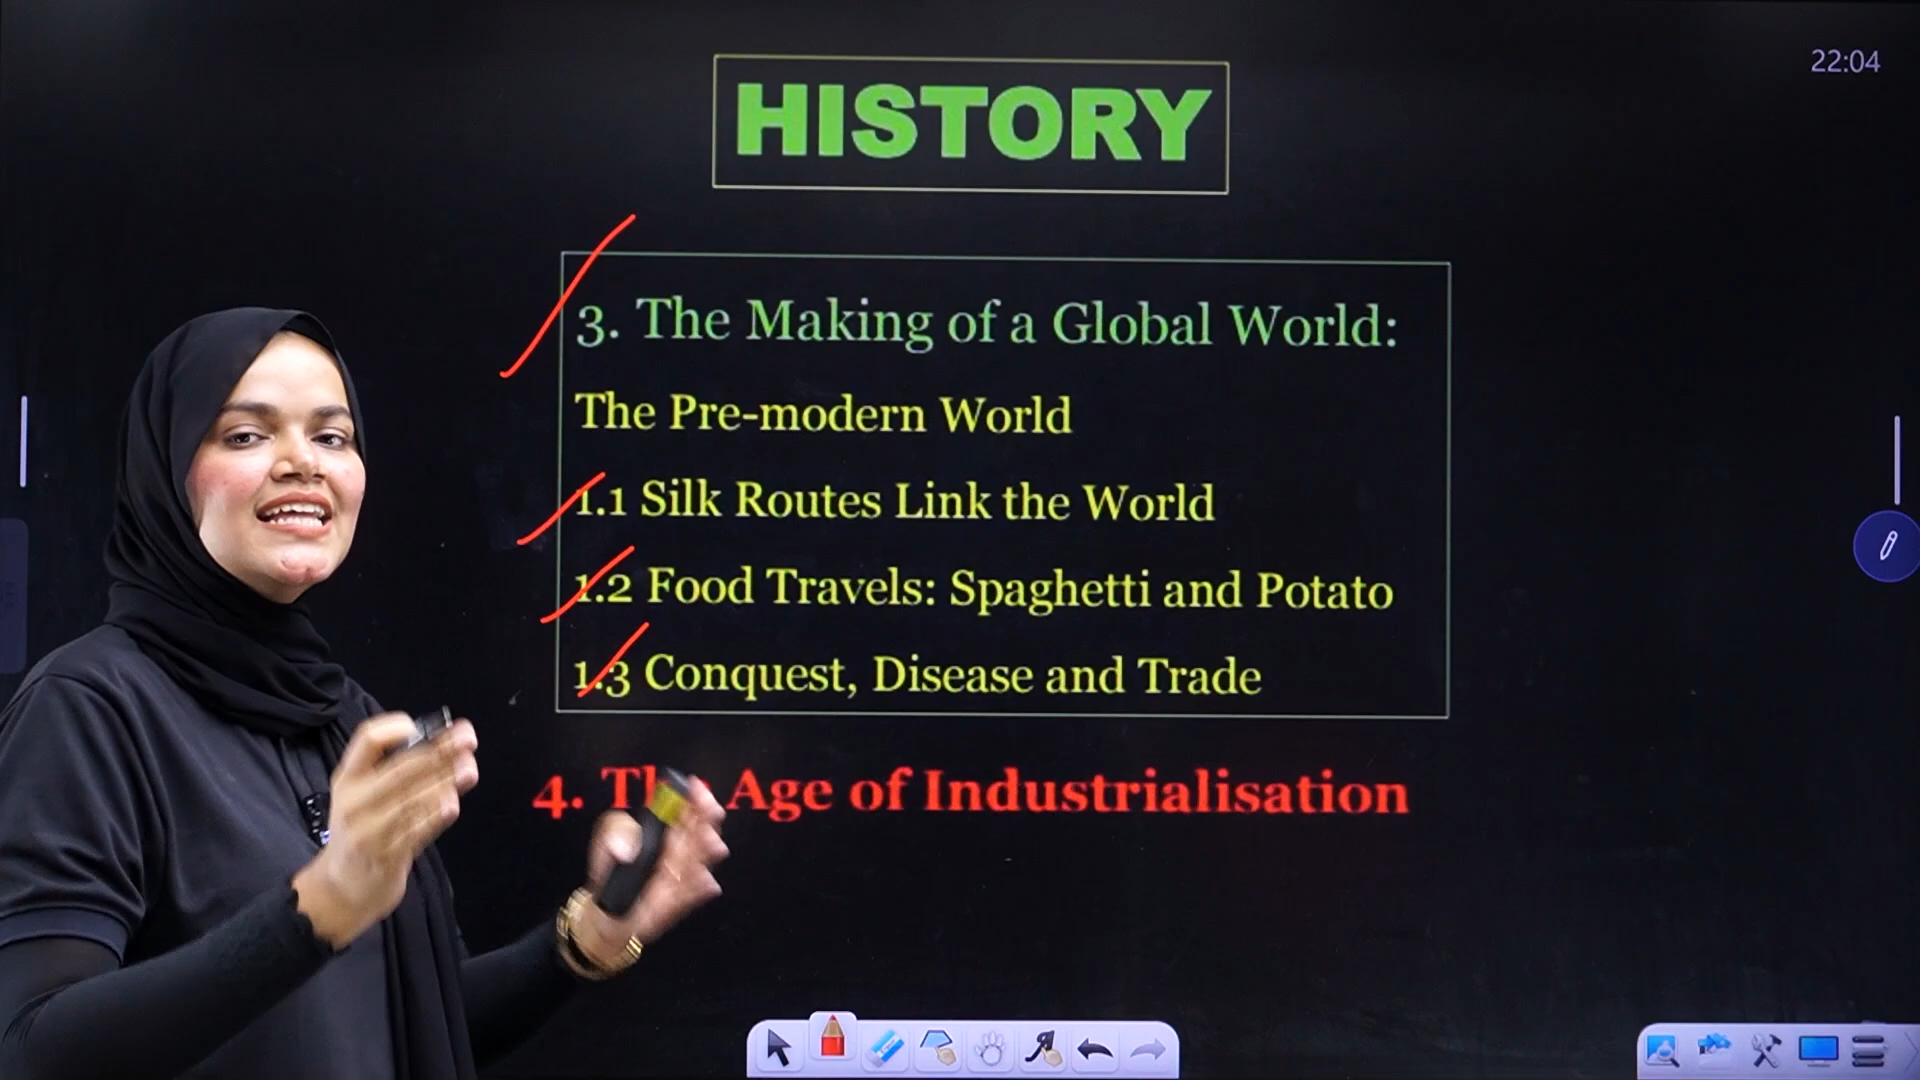 22:04
HISTORY
3. The Making of a Global World:
The Pre-modern World
1.1 Silk Routes Link the World
1.2 Food Travels: Spaghetti and Potato
1.3 Conquest, Disease and Trade
4. The Age of Industrialisation